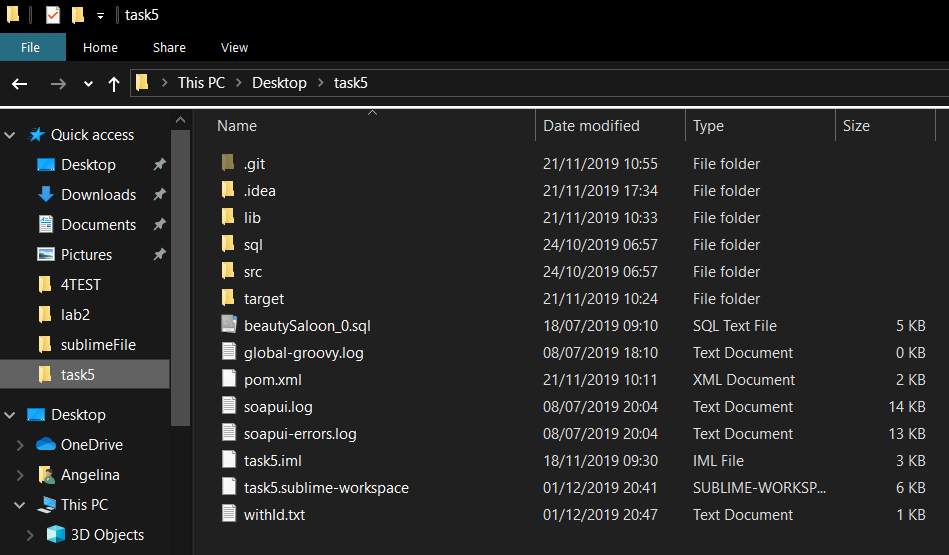 task5
File Home Share View
This PC Desktop task5
Name Date modified Type Size
Quick access
Desktop
Downloads
Documents
Pictures
4TEST
lab2
sublimeFile
task5
Desktop
OneDrive
Angelina
This PC
3D Objects
.git 21/11/2019 10:55 File folder
.idea 21/11/2019 17:34 File folder
lib 21/11/2019 10:33 File folder
sql 24/10/2019 06:57 File folder
src 24/10/2019 06:57 File folder
target 21/11/2019 10:24 File folder
beautySaloon_0.sql 18/07/2019 09:10 SQL Text File 5 KB
global-groovy.log 08/07/2019 18:10 Text Document 0 KB
pom.xml 21/11/2019 10:11 XML Document 2 KB
soapui.log 08/07/2019 20:04 Text Document 14 KB
soapui-errors.log 08/07/2019 20:04 Text Document 13 KB
task5.iml 18/11/2019 09:30 IML File 3 KB
task5.sublime-workspace 01/12/2019 20:41 SUBLIME-WORKSP... 6 KB
withId.txt 01/12/2019 20:47 Text Document 1 KB